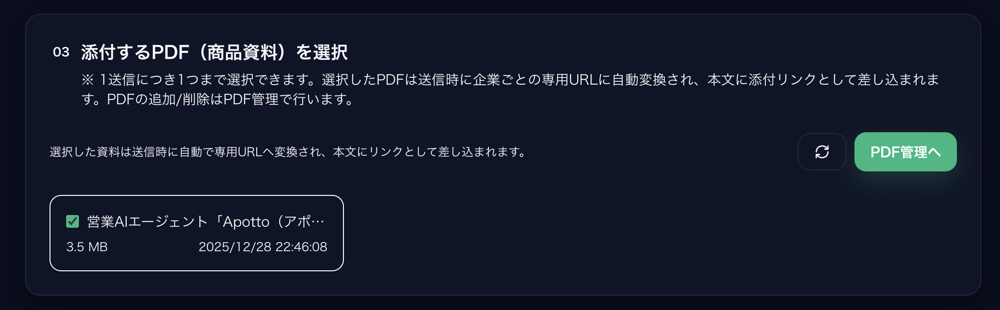 03 添付するPDF（商品資料）を選択
※ 1送信につき1つまで選択できます。選択したPDFは送信時に企業ごとの専用URLに自動変換され、本文に添付リンクとして差し込まれま
す。PDFの追加/削除はPDF管理で行います。
選択した資料は送信時に自動で専用URLへ変換され、本文にリンクとして差し込まれます。
PDF管理へ
営業AIエージェント「Apotto（アポ…
3.5 MB 2025/12/28 22:46:08